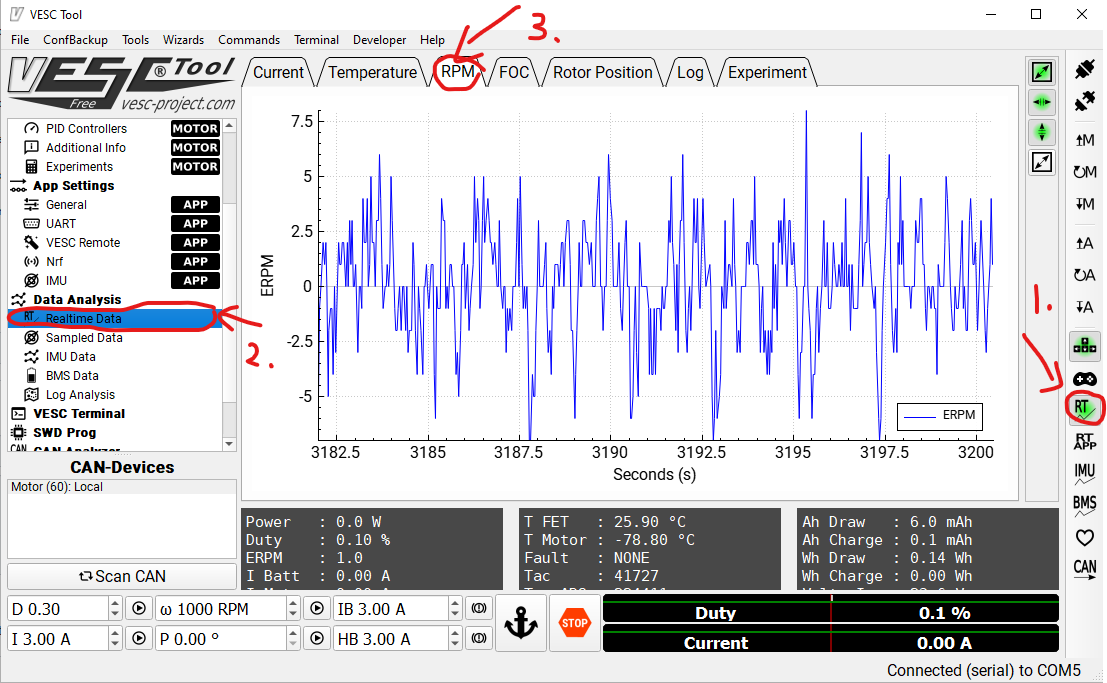 VESC Tool
File ConfBackup Tools Wizards Commands Terminal Developer Help
3.
VESC® Tool
Free vesc-project.com
PID Controllers MOTOR
Additional Info MOTOR
Experiments MOTOR
App Settings
General APP
UART APP
VESC Remote APP
Nrf APP
IMU APP
Data Analysis
RT Realtime Data
Sampled Data
IMU Data
BMS Data
Log Analysis
VESC Terminal
SWD Prog
2.
CAN-Devices
Motor (60): Local
Scan CAN
Current Temperature RPM FOC Rotor Position Log Experiment
7.5
5
2.5
0
-2.5
-5
ERPM
ERPM
3182.5 3185 3187.5 3190 3192.5 3195 3197.5 3200
Seconds (s)
Power : 0.0 W
Duty : 0.10 %
ERPM : 1.0
I Batt : 0.00 A
T FET : 25.90 °C
T Motor : -78.80 °C
Fault : NONE
Tac : 41727
Ah Draw : 6.0 mAh
Ah Charge : 0.1 mAh
Wh Draw : 0.14 Wh
Wh Charge : 0.00 Wh
D 0.30 ω 1000 RPM IB 3.00 A
I 3.00 A P 0.00 ° HB 3.00 A
STOP
Duty 0.1 %
Current 0.00 A
M
M
M
A
A
A
1.
RT
RT
APP
IMU
BMS
CAN
Connected (serial) to COM5